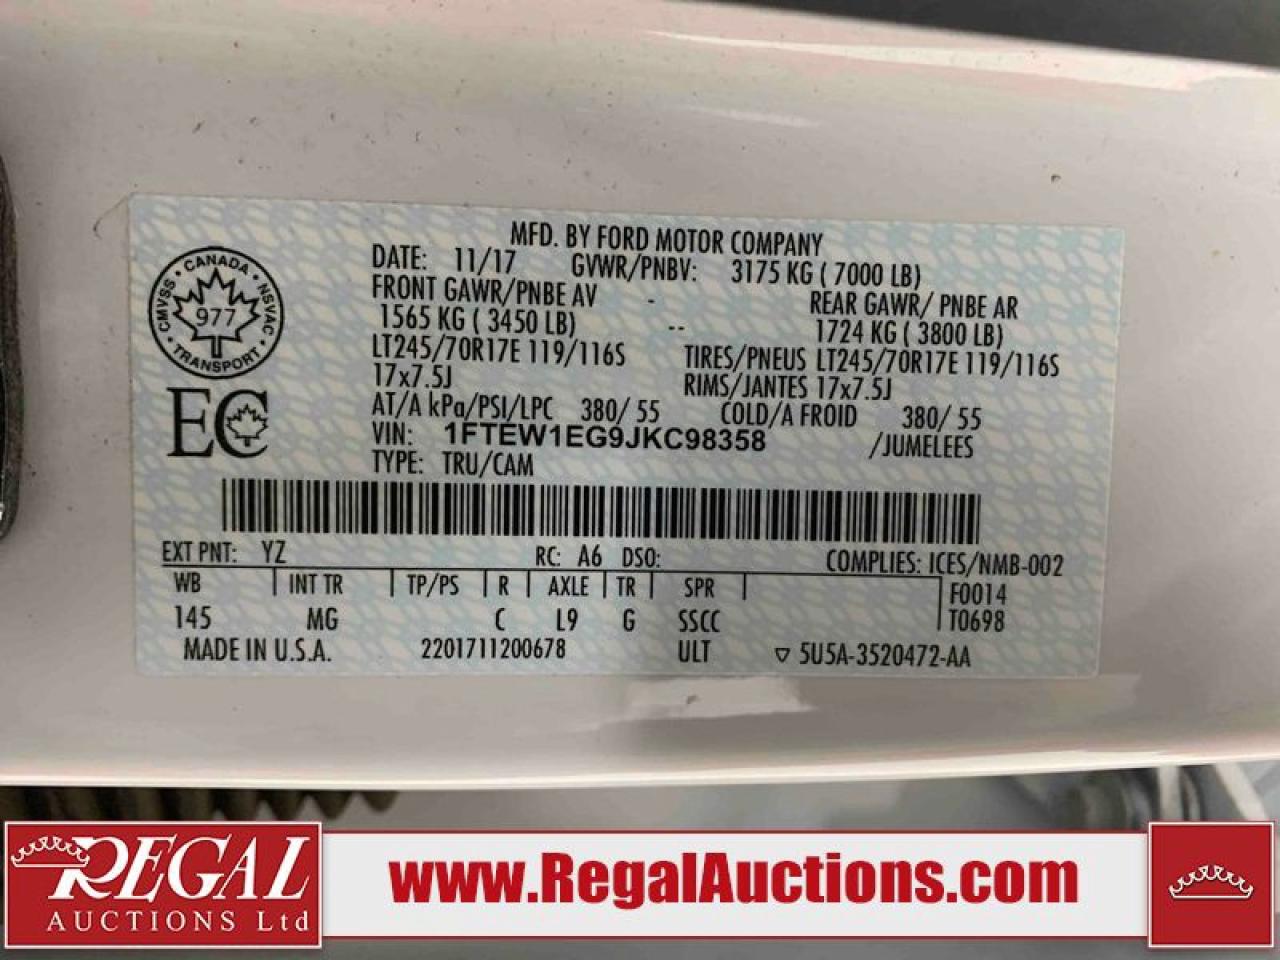 MFD. BY FORD MOTOR COMPANY
DATE: 11/17 GVWR/PNBV: 3175 KG ( 7000 LB)
FRONT GAWR/PNBE AV - REAR GAWR/ PNBE AR
1565 KG ( 3450 LB) -- 1724 KG ( 3800 LB)
LT245/70R17E 119/116S TIRES/PNEUS LT245/70R17E 119/116S
17x7.5J RIMS/JANTES 17x7.5J
AT/A kPa/PSI/LPC 380/ 55 COLD/A FROID 380/ 55
VIN: 1FTEW1EG9JKC98358 /JUMELEES
TYPE: TRU/CAM
CANADA
CMVSS NSVAC
977
TRANSPORT
EC
EXT PNT: YZ RC: A6 DSO: COMPLIES: ICES/NMB-002
WB INT TR TP/PS R AXLE TR SPR F0014
145 MG C L9 G SSCC T0698
MADE IN U.S.A. 2201711200678 ULT ▽ 5U5A-3520472-AA
REGAL
AUCTIONS Ltd
www.RegalAuctions.com